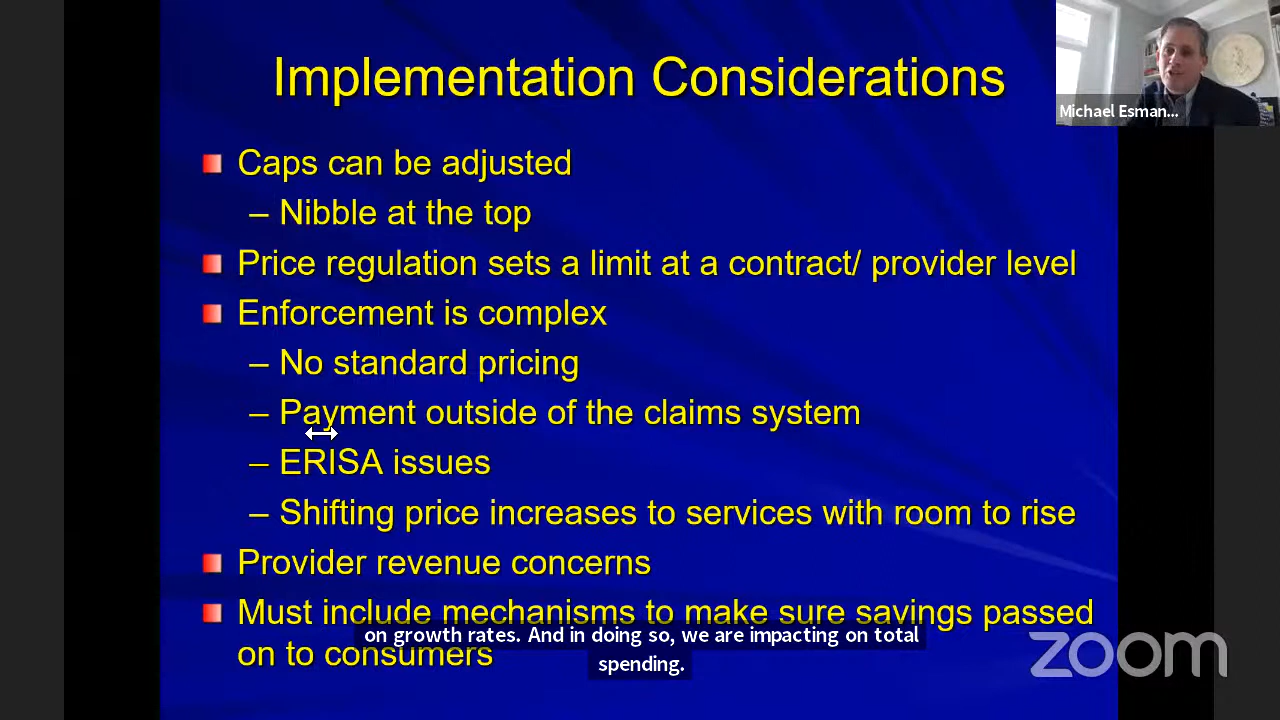 Implementation Considerations
Michael Esman...
Caps can be adjusted
– Nibble at the top
Price regulation sets a limit at a contract/ provider level
Enforcement is complex
– No standard pricing
– Payment outside of the claims system
– ERISA issues
– Shifting price increases to services with room to rise
Provider revenue concerns
Must include mechanisms to make sure savings passed
on to consumers
on growth rates. And in doing so, we are impacting on total
spending.
zoom